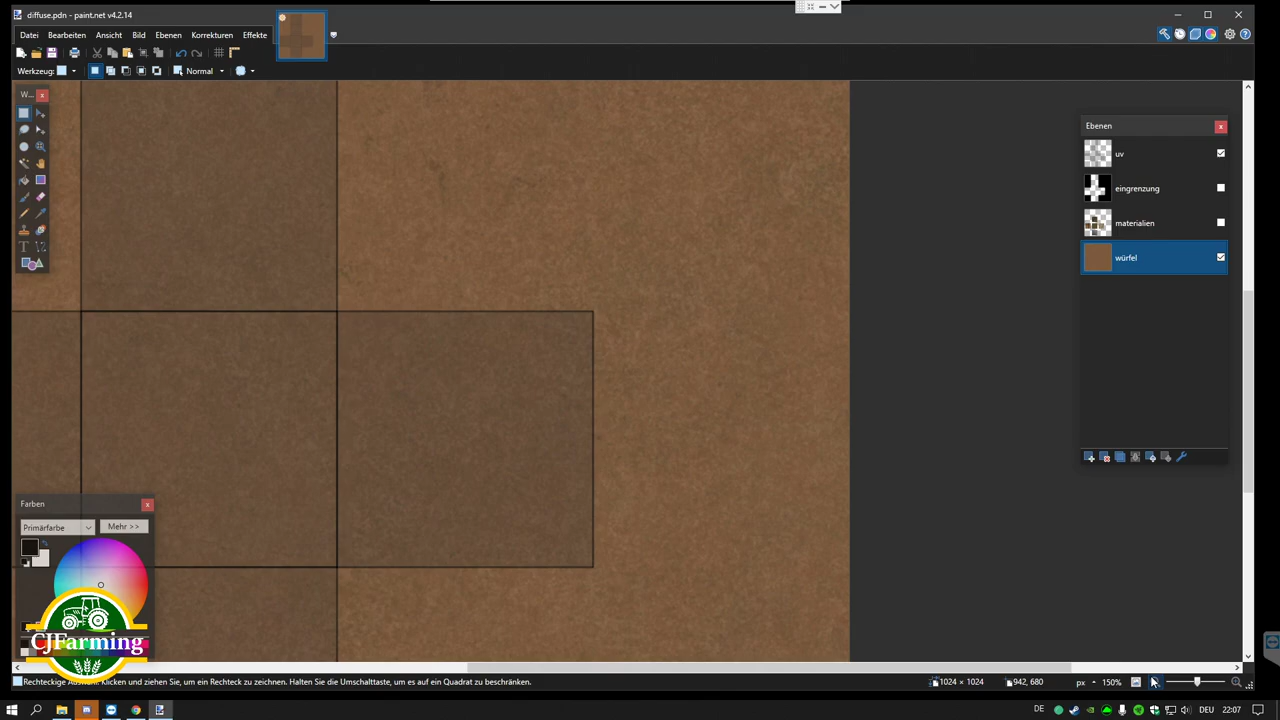 diffuse.pdn - paint.net v4.2.14
Datei Bearbeiten Ansicht Bild Ebenen Korrekturen Effekte
Werkzeug: Normal
W...
Ebenen
uv
eingrenzung
materialien
würfel
Farben
Primärfarbe Mehr >>
CJFarming
Rechteckige Auswahl: Klicken und ziehen Sie, um ein Rechteck zu zeichnen. Halten Sie die Umschalttaste, um es auf ein Quadrat zu beschränken.
1024 × 1024 942, 680 px 150%
DE DEU 22:07